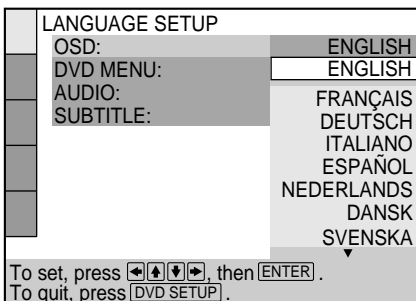 LANGUAGE SETUP
OSD: ENGLISH
DVD MENU: ENGLISH
AUDIO: FRANÇAIS
SUBTITLE: DEUTSCH
ITALIANO
ESPAÑOL
NEDERLANDS
DANSK
SVENSKA
To set, press ←↑↓→, then ENTER .
To quit, press DVD SETUP .